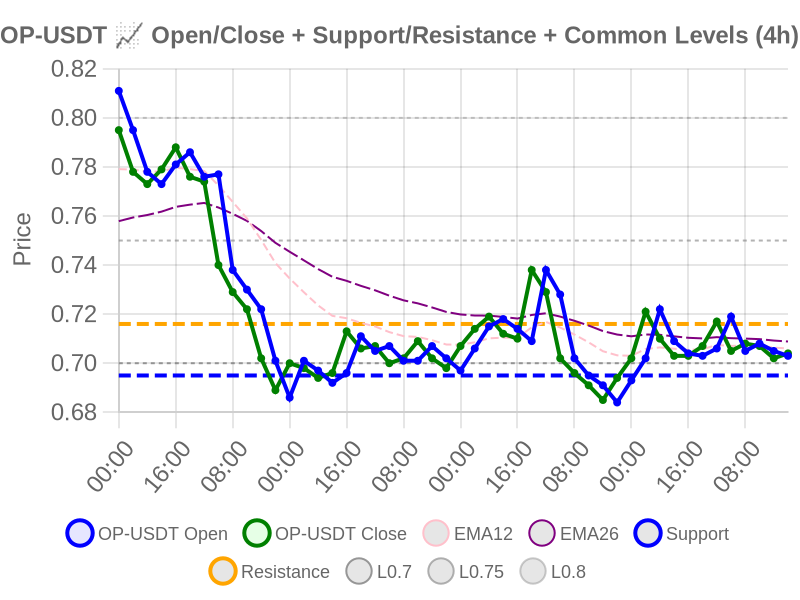 OP-USDT 📈 Open/Close + Support/Resistance + Common Levels (4h)
0.82
0.80
0.78
0.76
0.74
0.72
0.70
0.68
Price
00:00 16:00 08:00 00:00 16:00 08:00 00:00 16:00 08:00 00:00 16:00 08:00
OP-USDT Open OP-USDT Close EMA12 EMA26 Support
Resistance L0.7 L0.75 L0.8